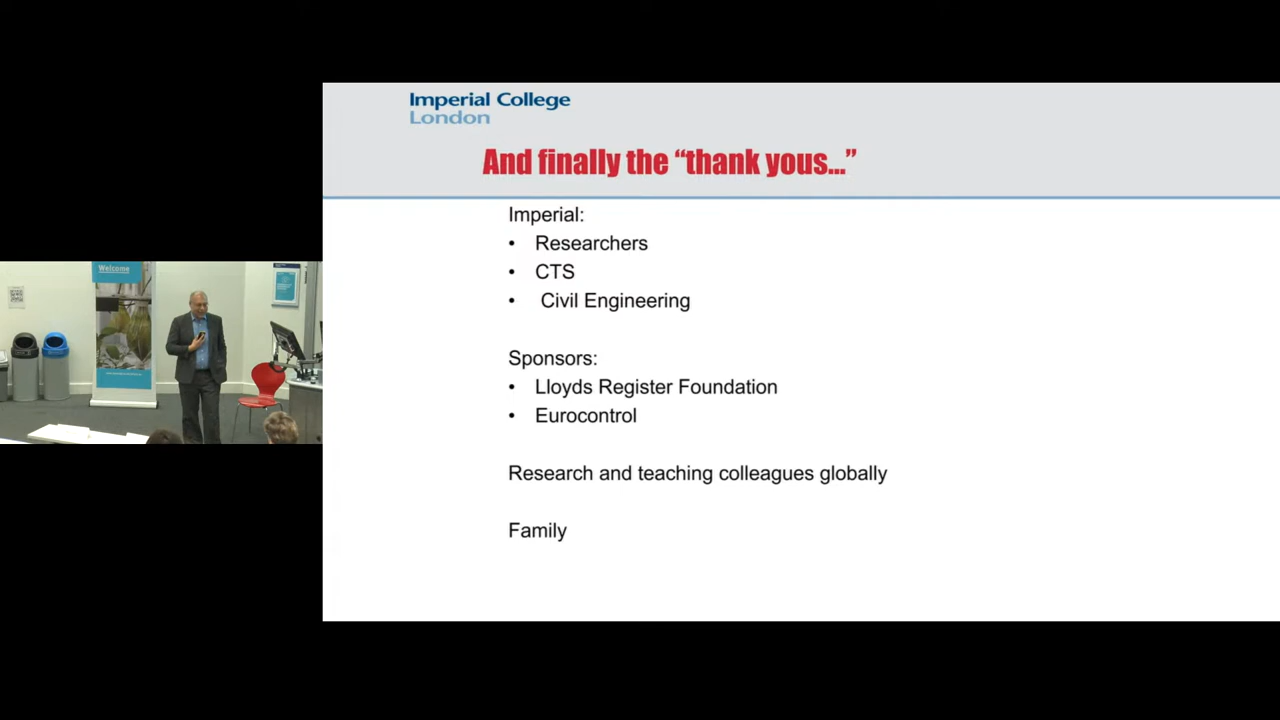 Imperial College
London
And finally the “thank yous...”
Imperial:
• Researchers
• CTS
• Civil Engineering
Sponsors:
• Lloyds Register Foundation
• Eurocontrol
Research and teaching colleagues globally
Family
Welcome